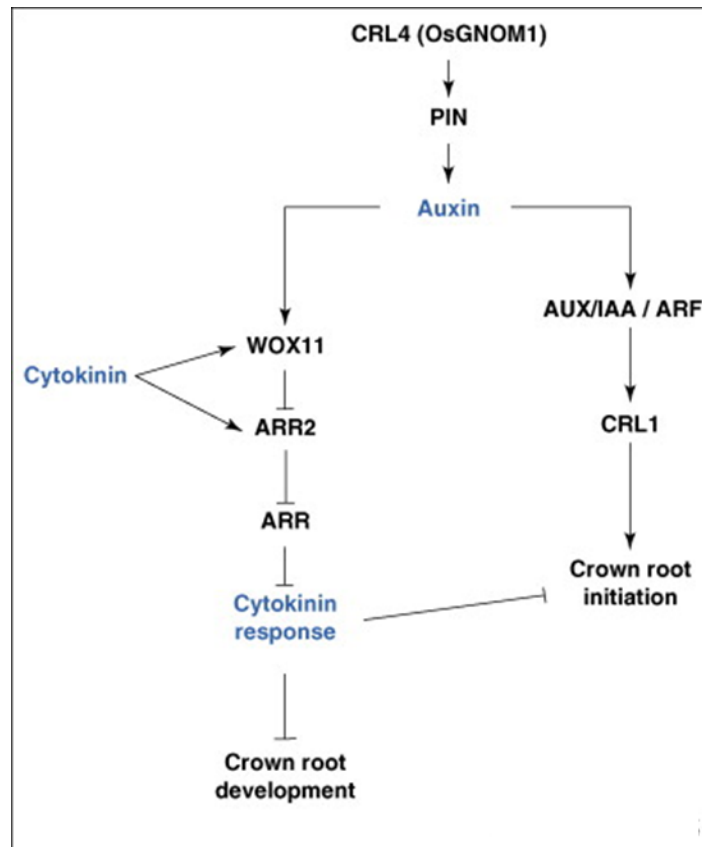 CRL4 (OsGNOM1)
PIN
Auxin
AUX/IAA / ARF
WOX11
Cytokinin
ARR2
CRL1
ARR
Crown root
initiation
Cytokinin
response
Crown root
development